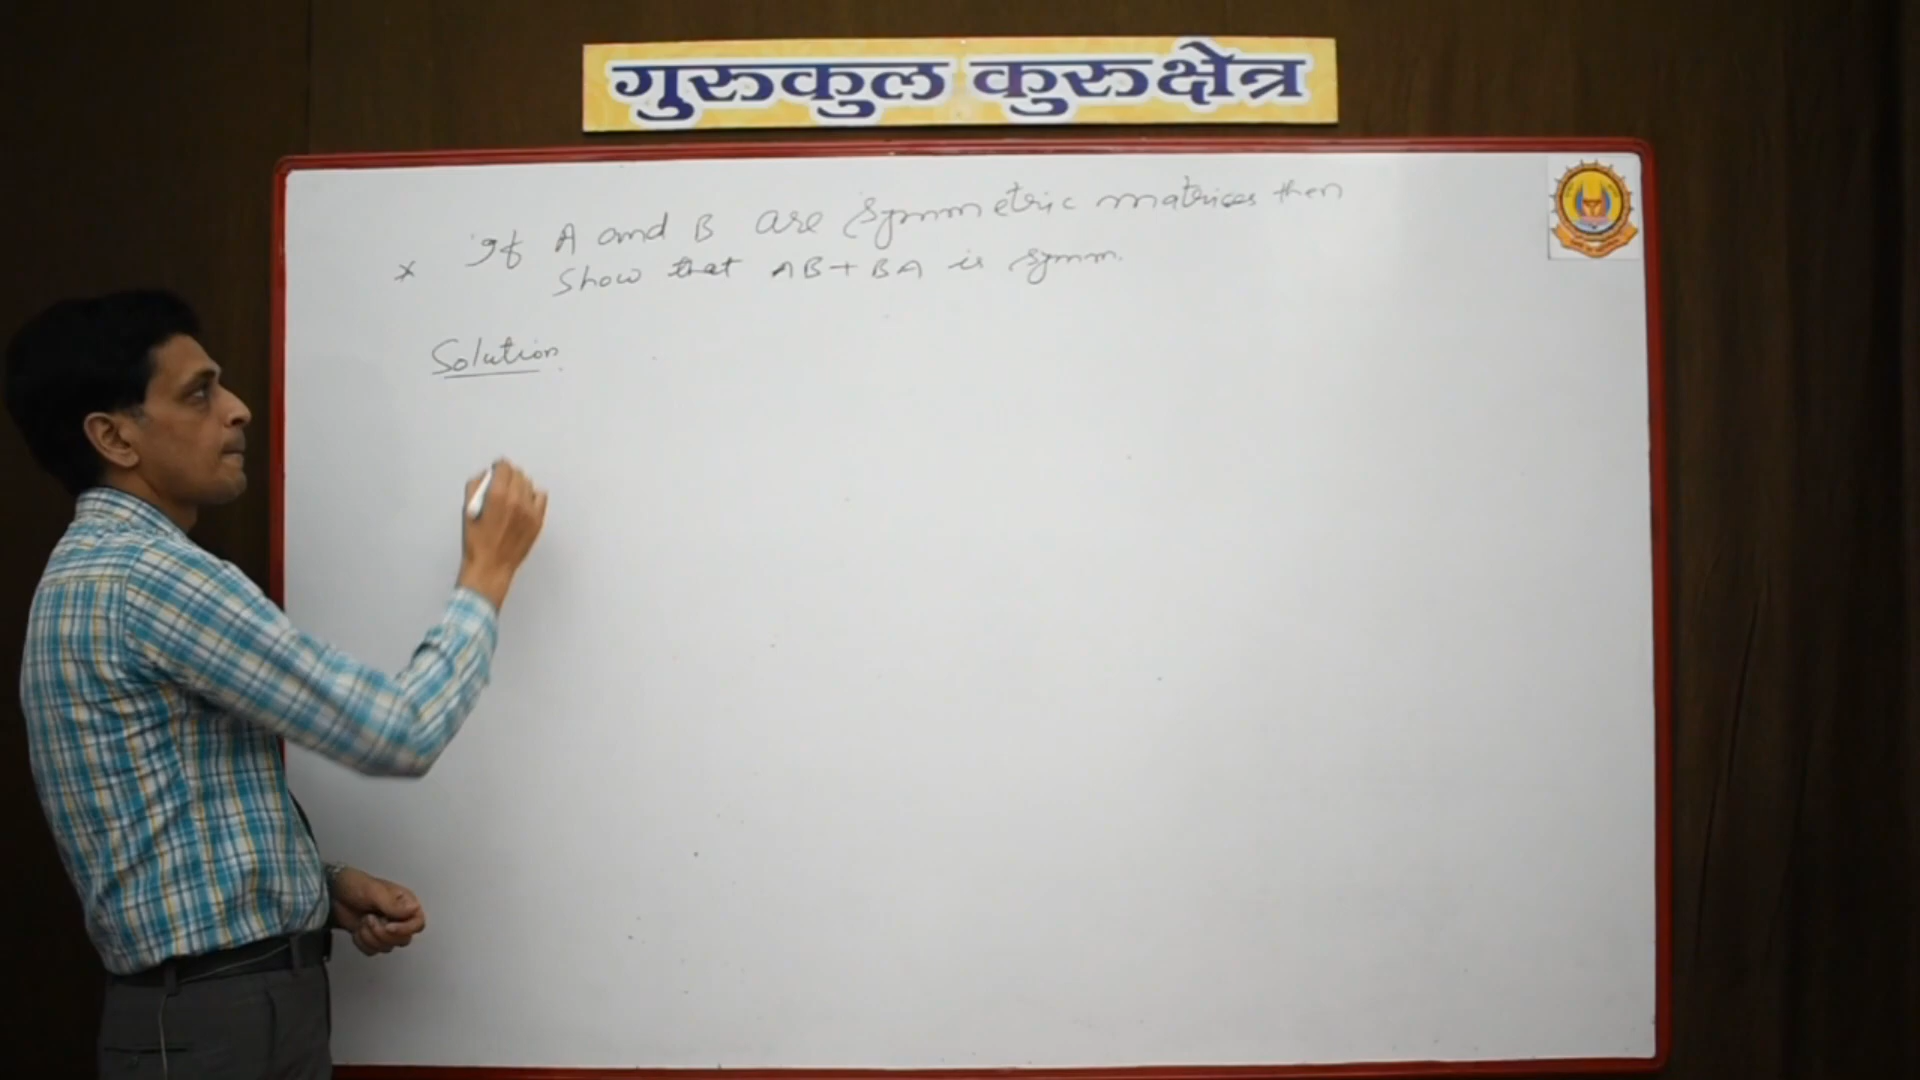 गुरुकुल कुरुक्षेत्र
* If A and B are symmetric matrices then
Show that AB + BA is symm.
Solution